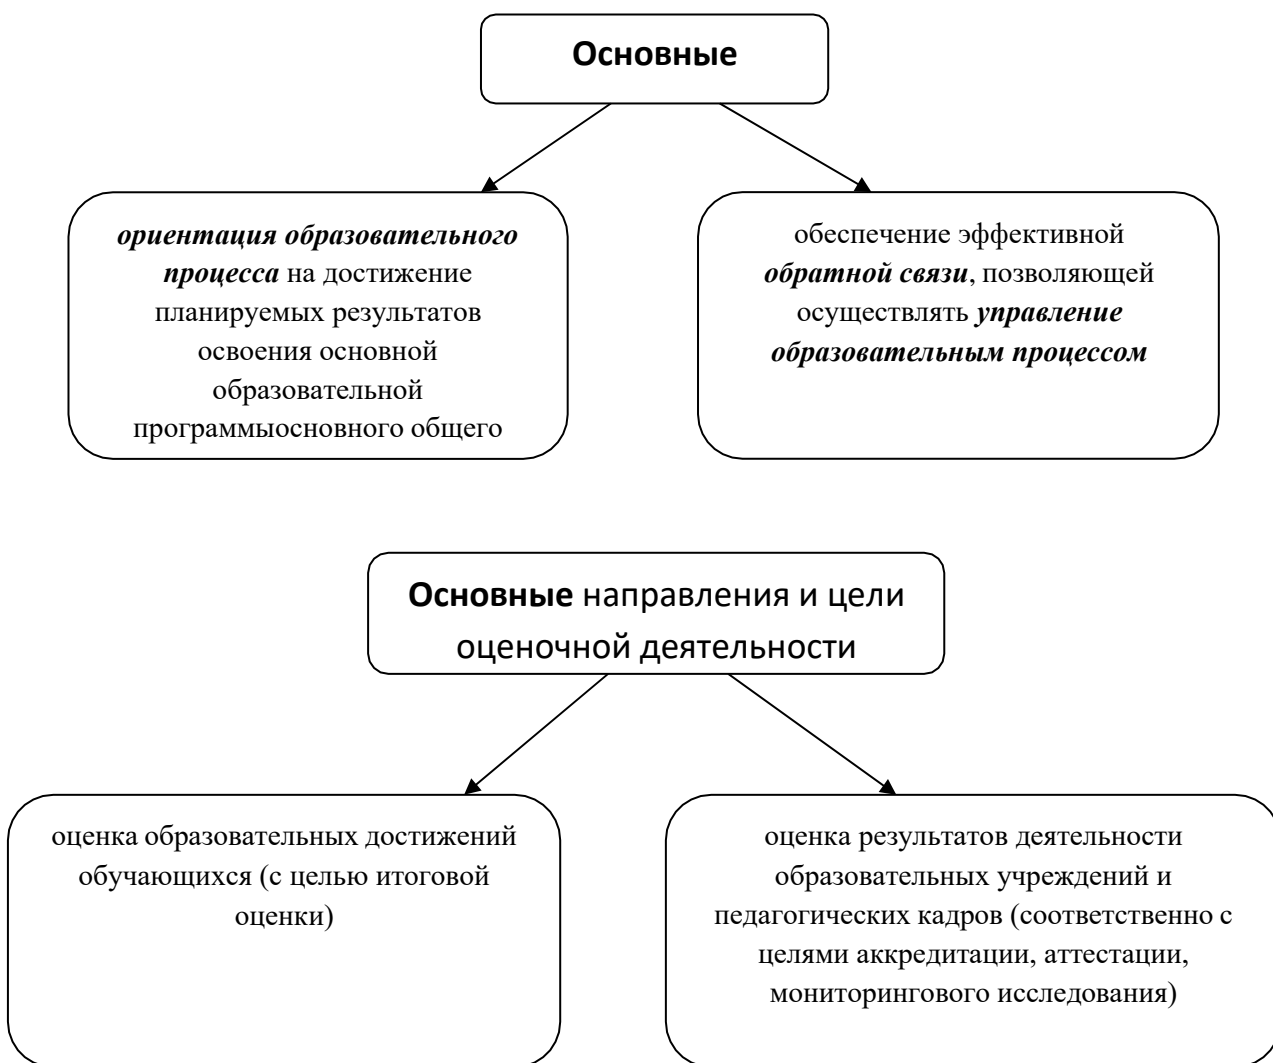 Основные
ориентация образовательного
процесса на достижение
планируемых результатов
освоения основной
образовательной
программыосновного общего
обеспечение эффективной
обратной связи, позволяющей
осуществлять управление
образовательным процессом
Основные направления и цели
оценочной деятельности
оценка образовательных достижений
обучающихся (с целью итоговой
оценки)
оценка результатов деятельности
образовательных учреждений и
педагогических кадров (соответственно с
целями аккредитации, аттестации,
мониторингового исследования)